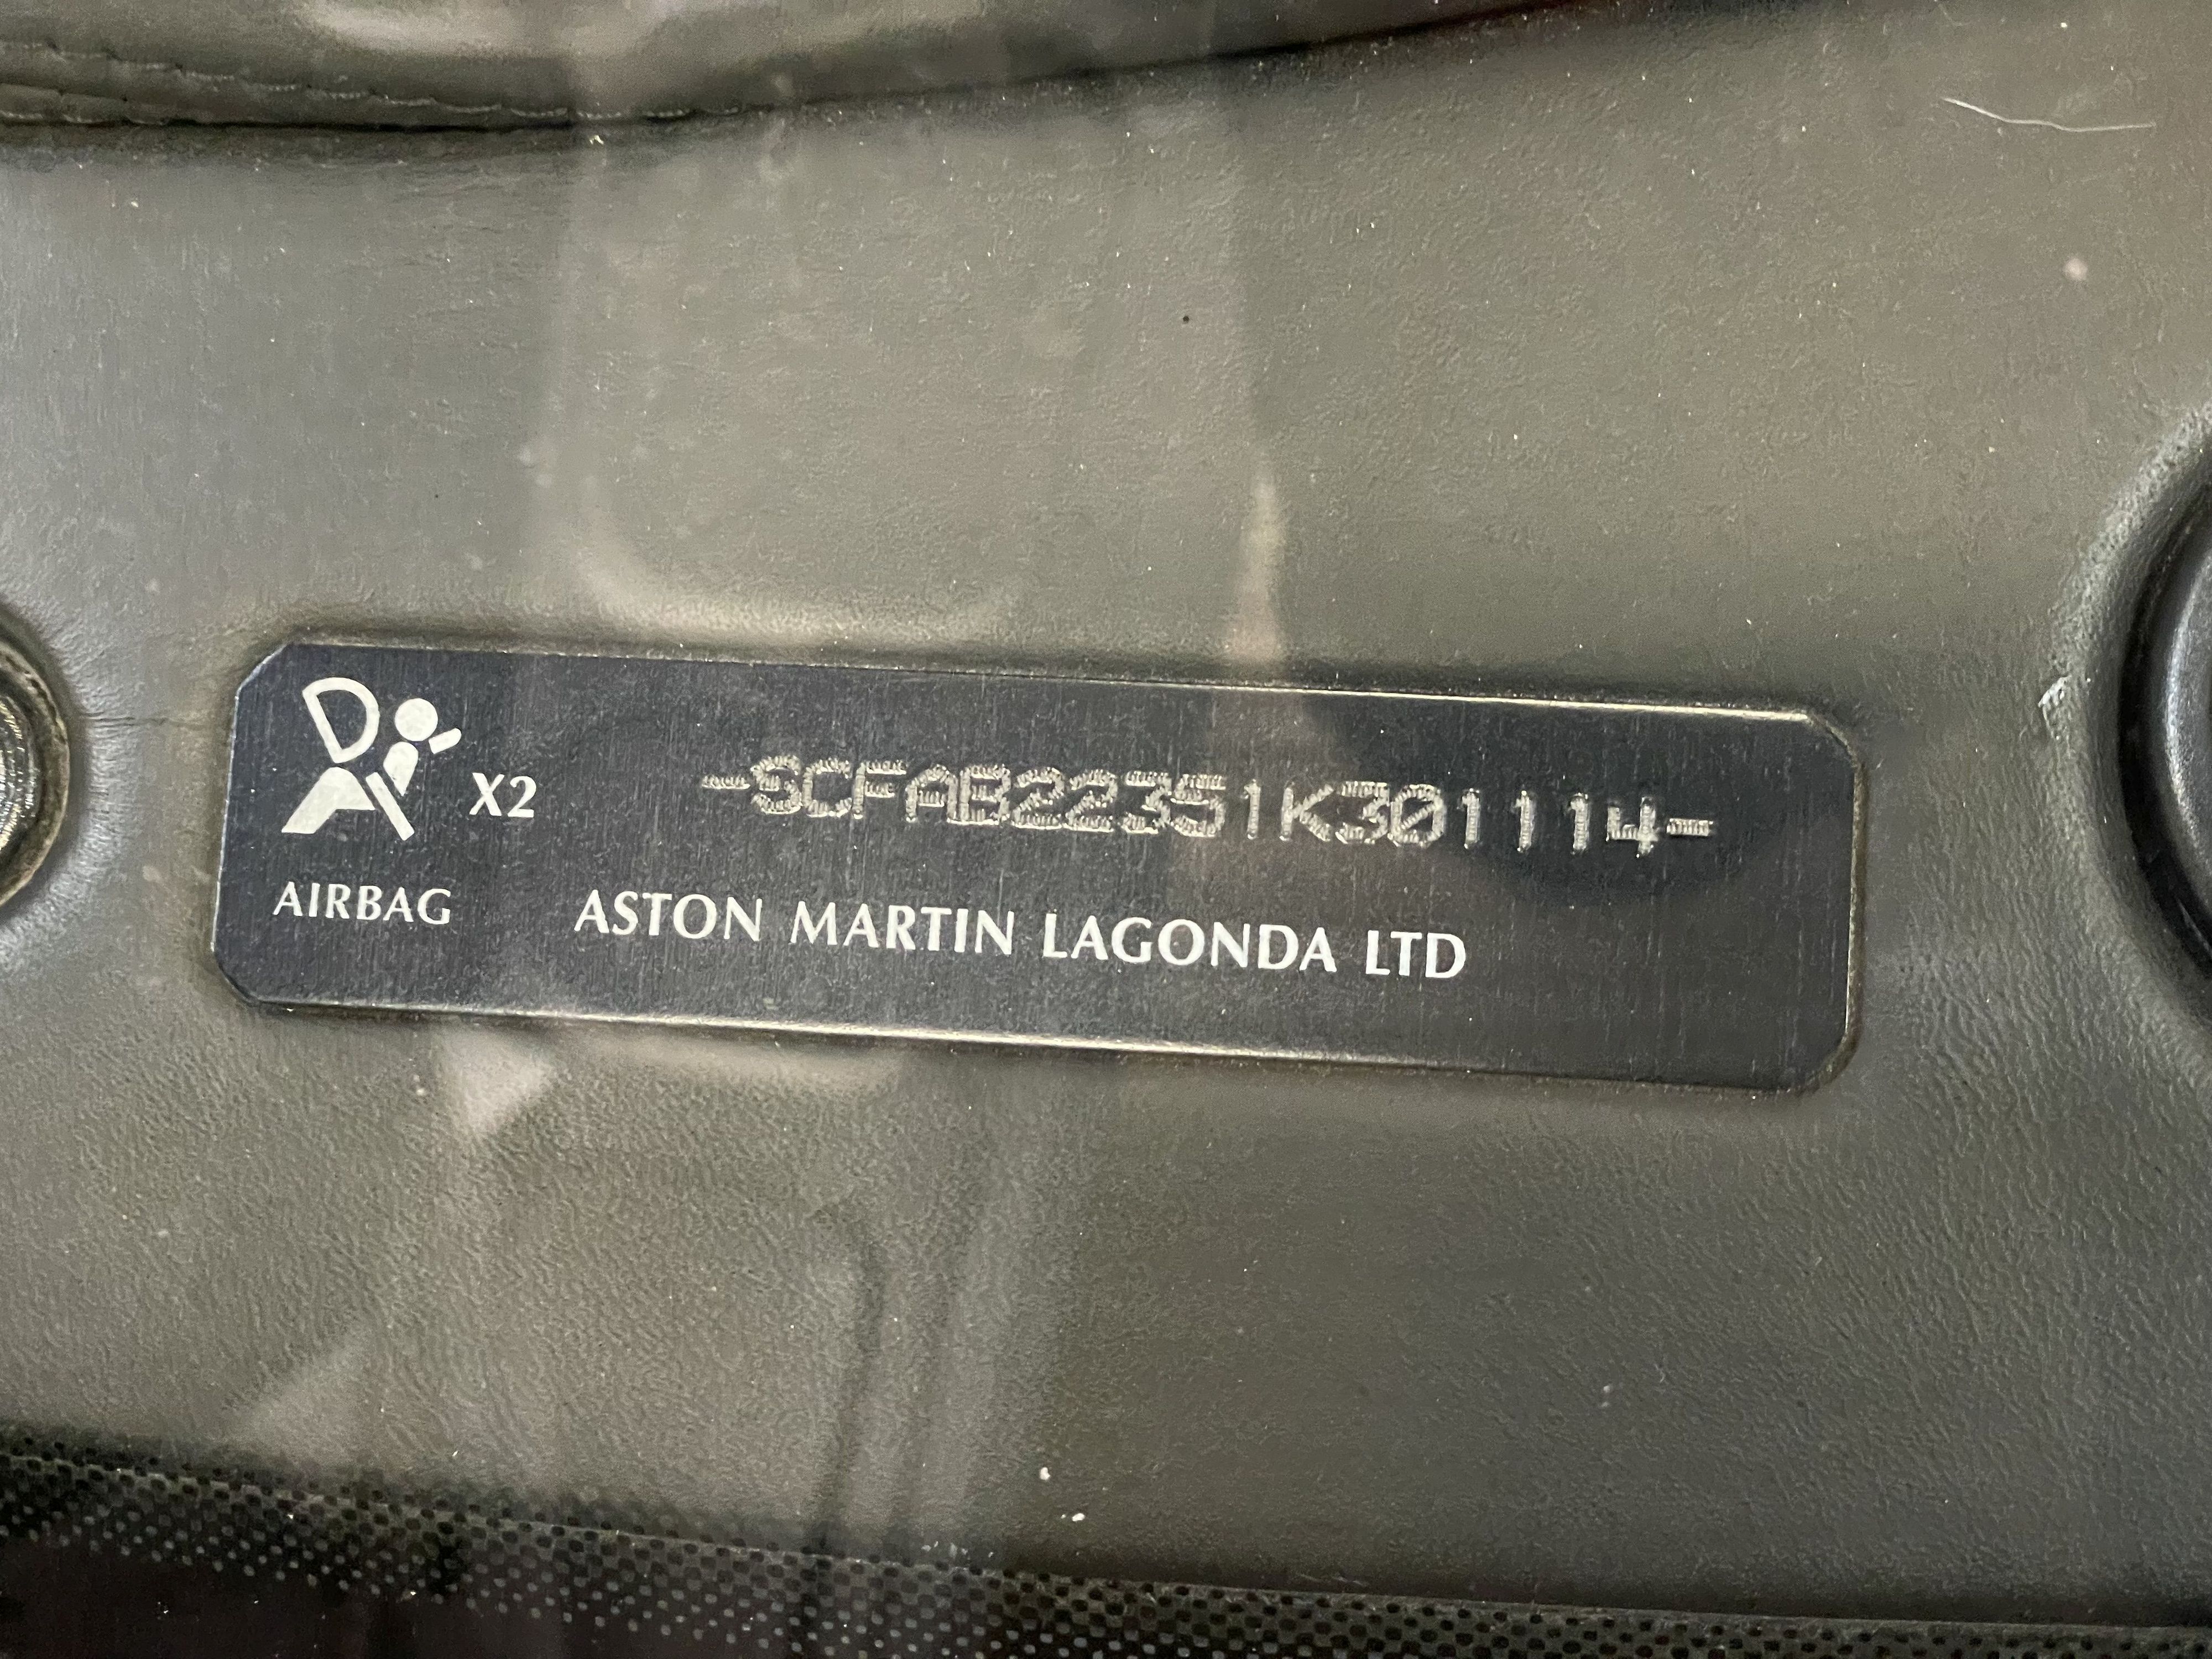 X2 -SCFAB22351K301114-
AIRBAG ASTON MARTIN LAGONDA LTD